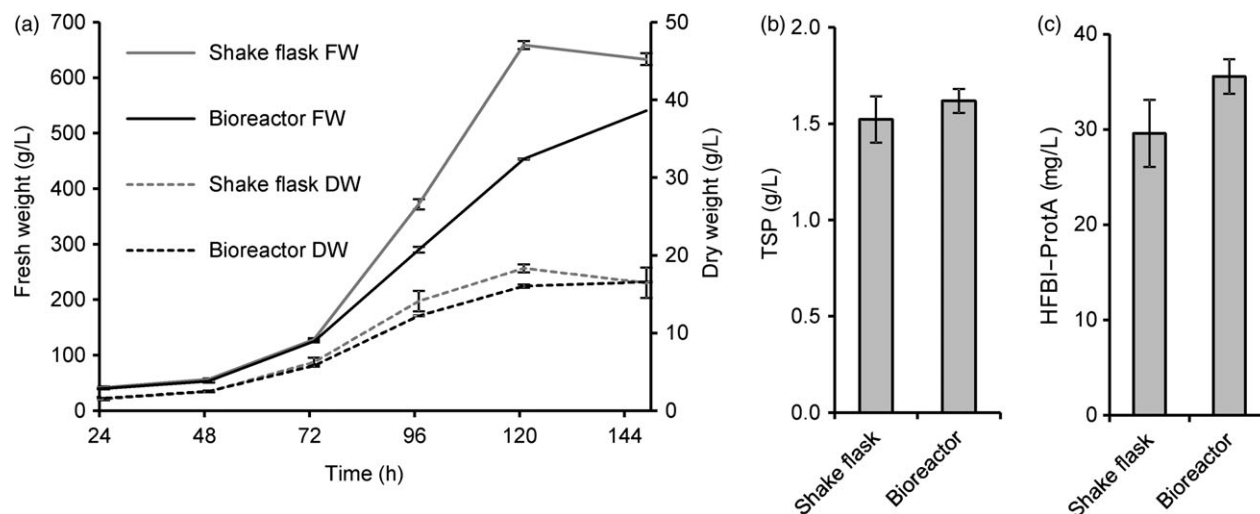 (a)
700
600
500
400
300
200
100
0
Fresh weight (g/L)
Shake flask FW
Bioreactor FW
Shake flask DW
Bioreactor DW
50
40
30
20
10
0
Dry weight (g/L)
24 48 72 96 120 144
Time (h)
(b)
2.0
1.5
1.0
0.5
0.0
TSP (g/L)
Shake flask
Bioreactor
(c)
40
30
20
10
0
HFBI–ProtA (mg/L)
Shake flask
Bioreactor